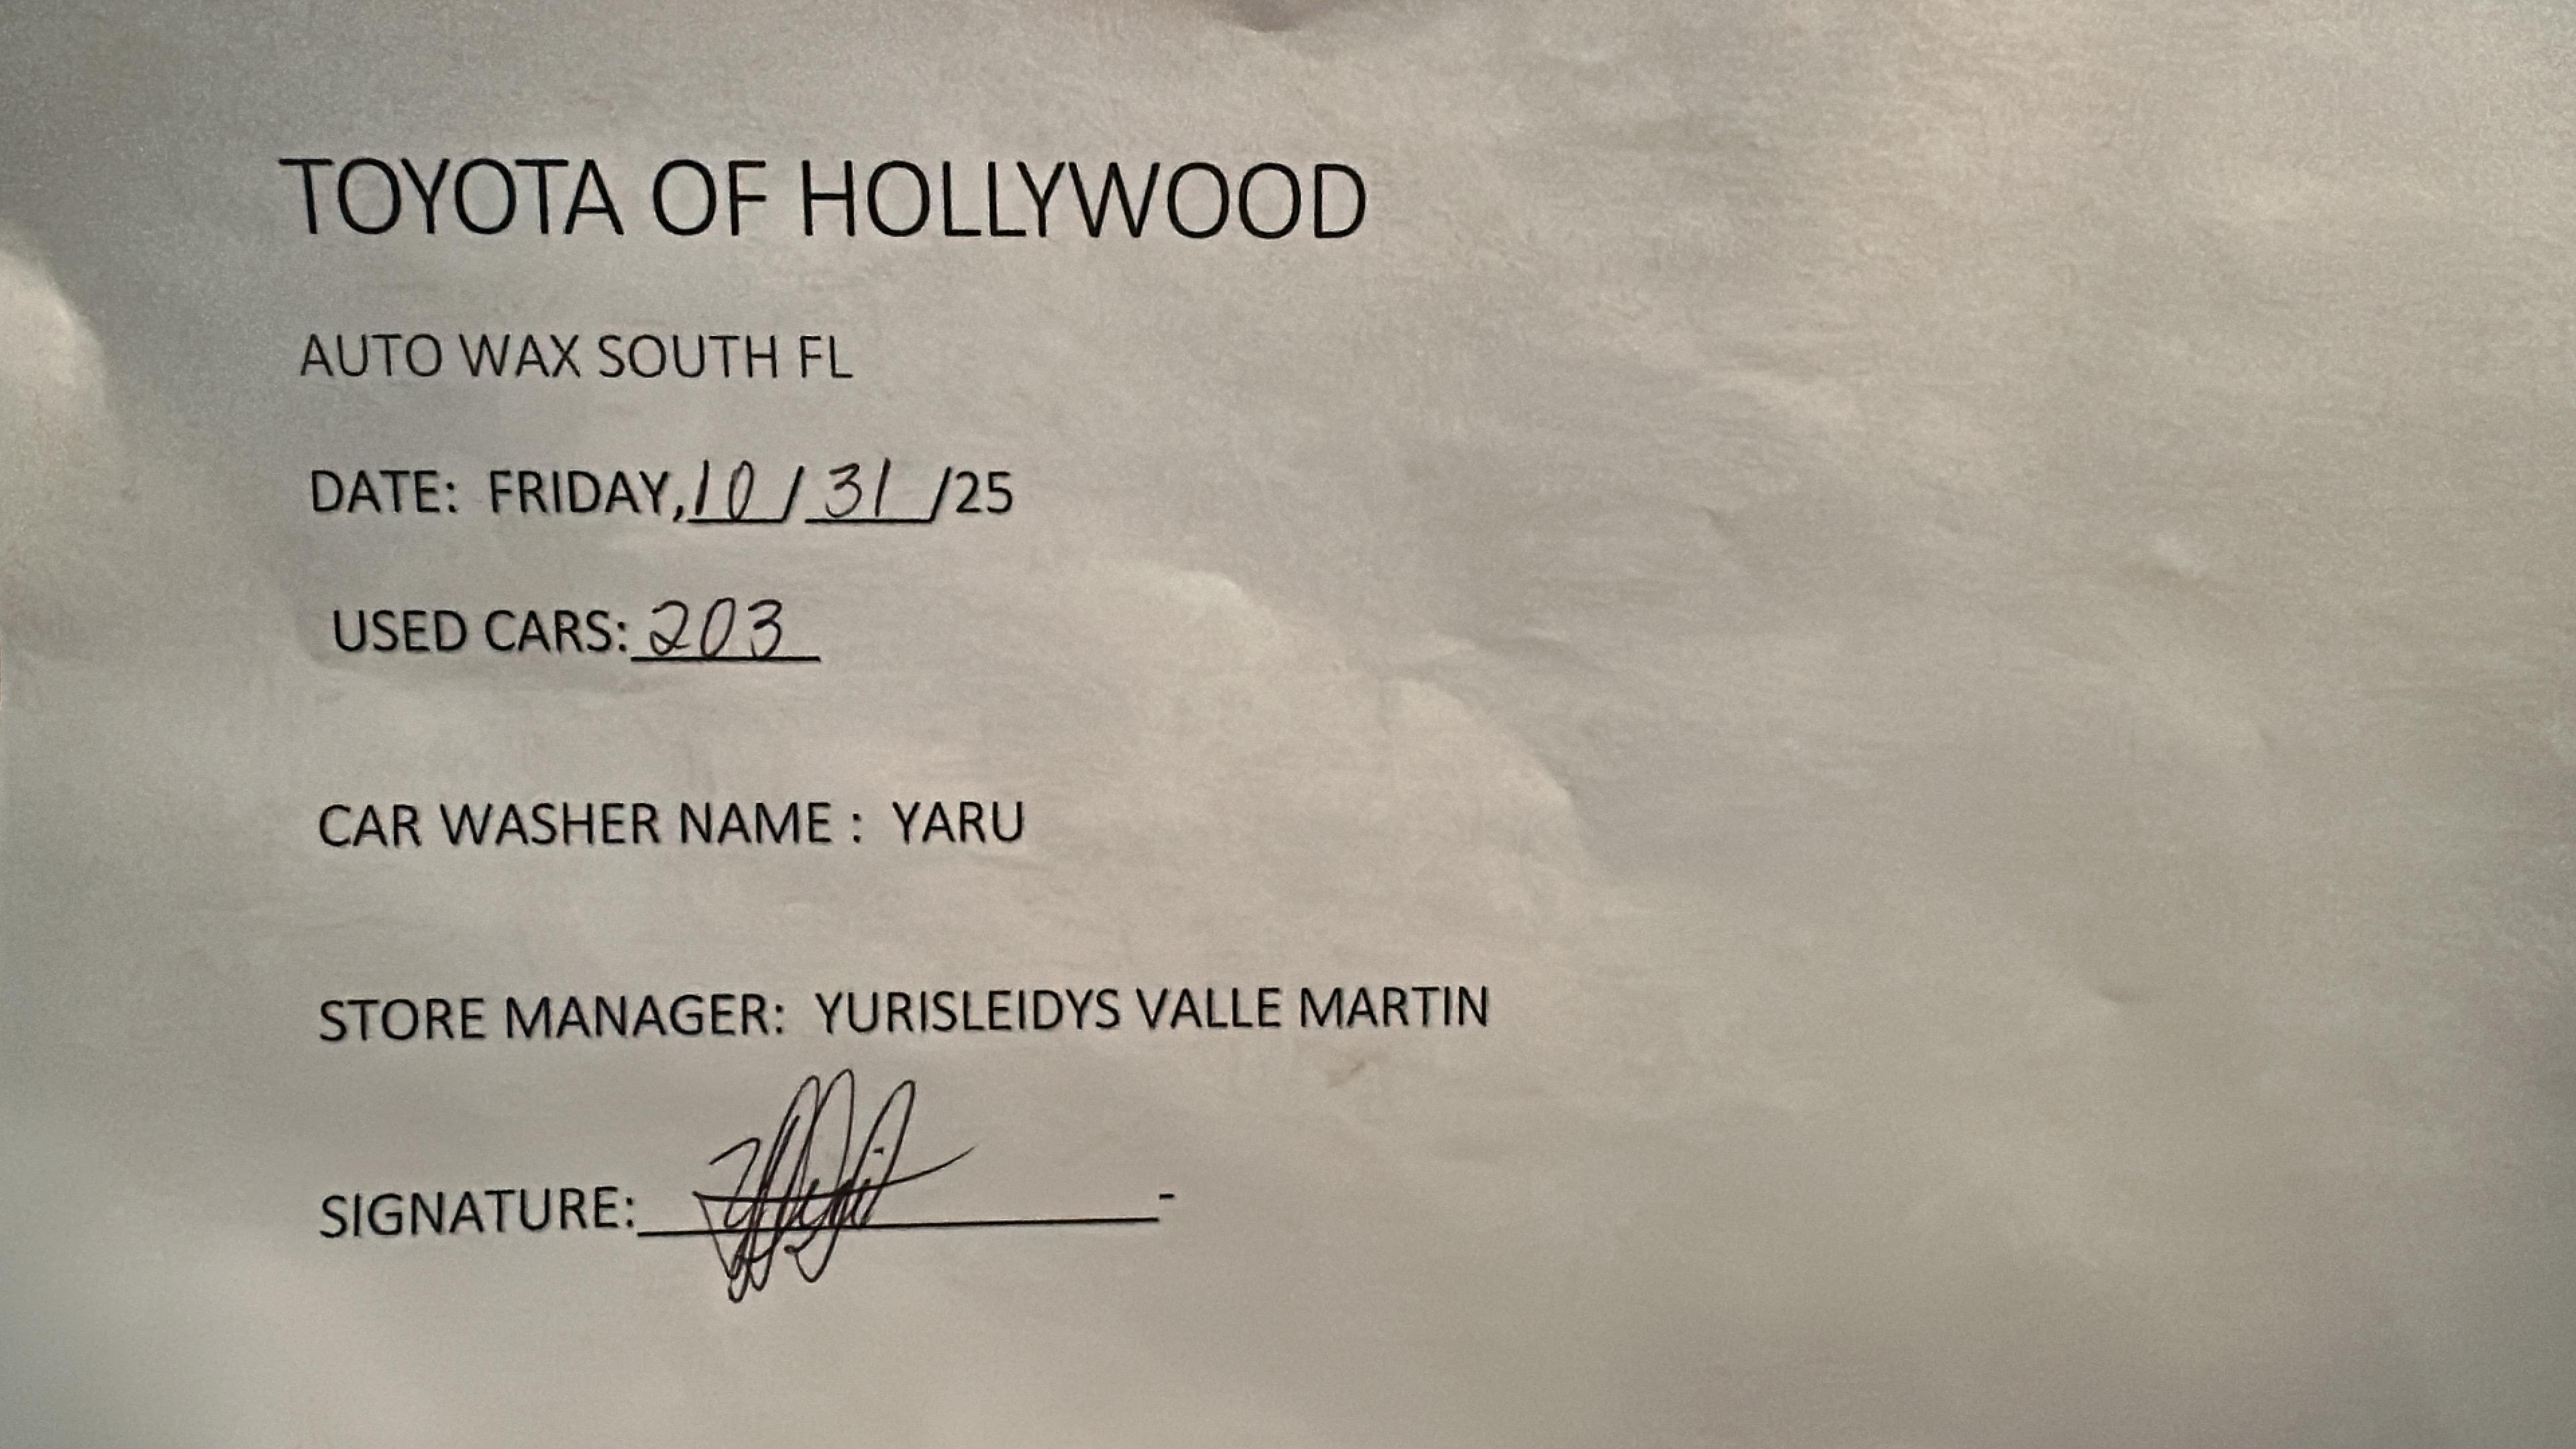 TOYOTA OF HOLLYWOOD
AUTO WAX SOUTH FL
DATE: FRIDAY, 10 / 31 /25
USED CARS: 203
CAR WASHER NAME : YARU
STORE MANAGER: YURISLEIDYS VALLE MARTIN
SIGNATURE: -